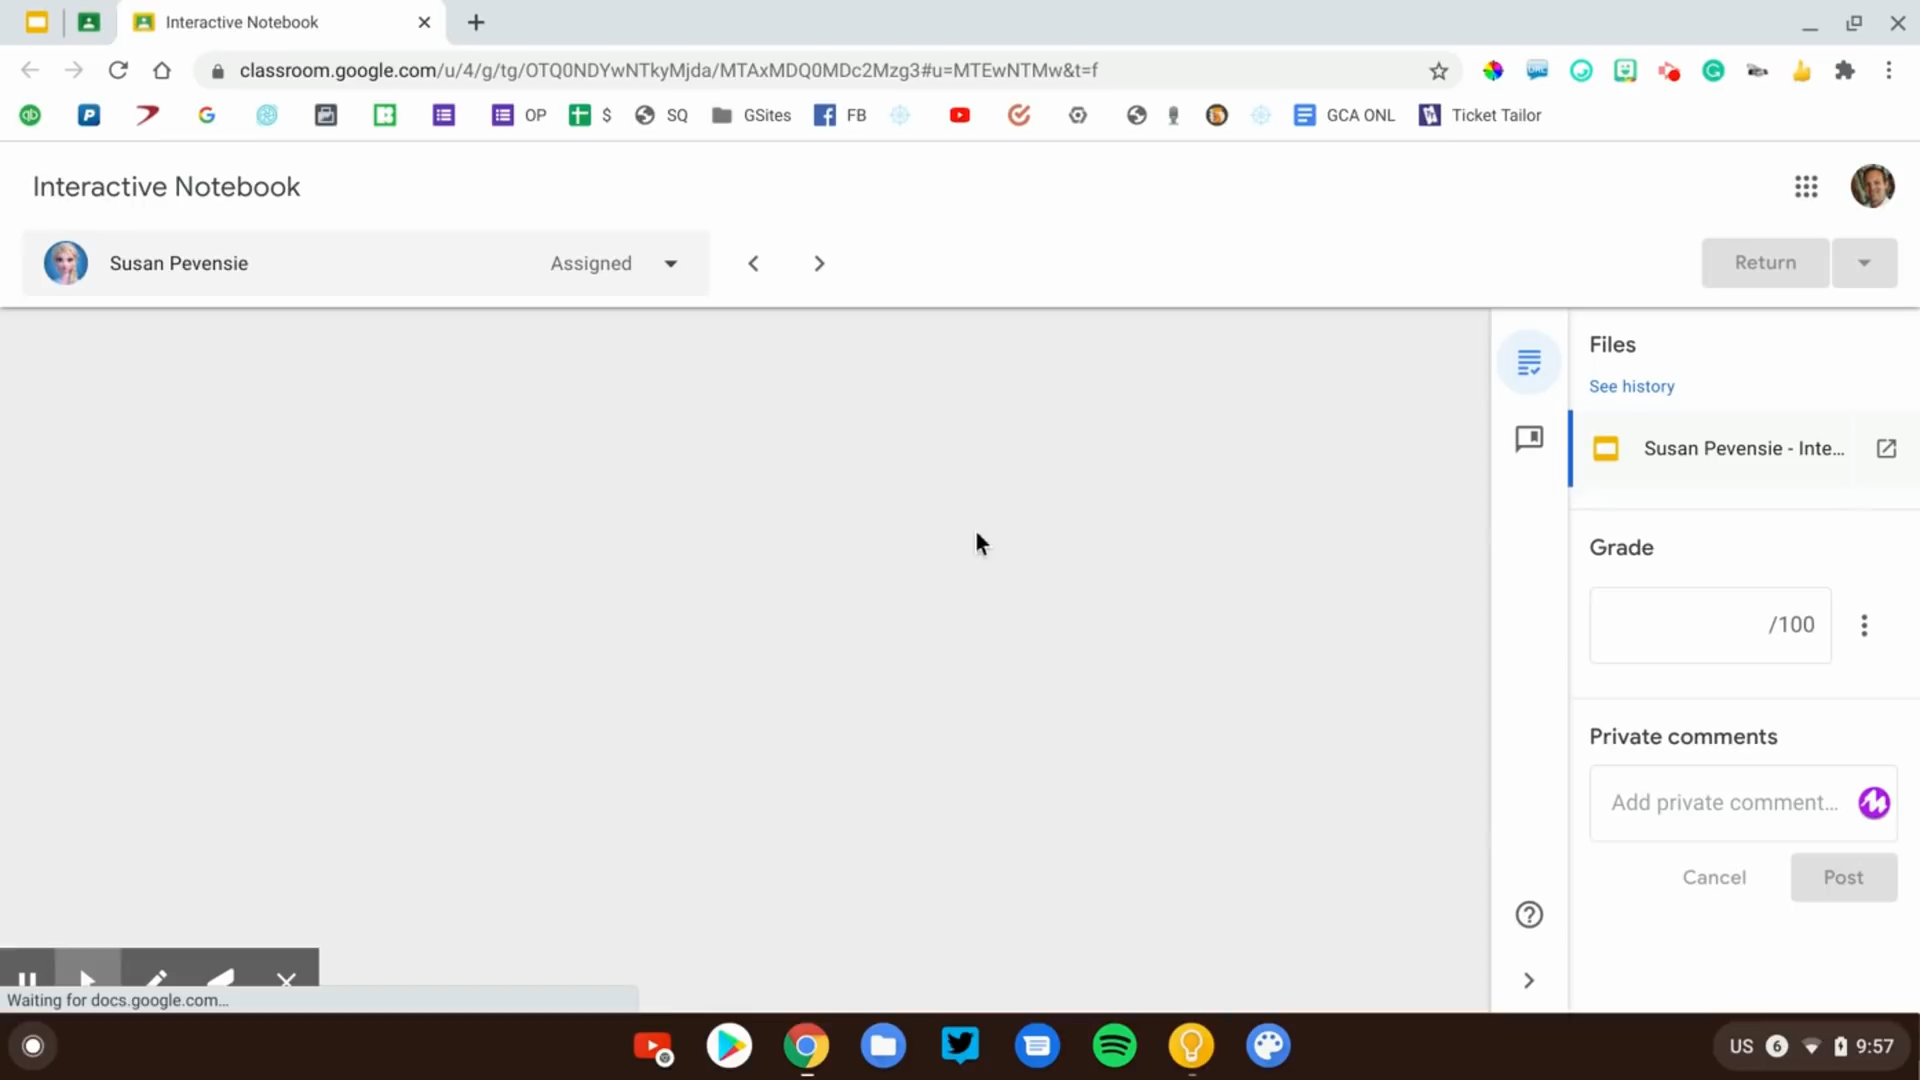 Interactive Notebook
classroom.google.com/u/4/g/tg/OTQ0NDYwNTkyMjda/MTAxMDQ0MDc2Mzg3#u=MTEwNTMw&t=f
OP
$
SQ
GSites
FB
GCA ONL
Ticket Tailor
Interactive Notebook
Susan Pevensie
Assigned
Return
Files
See history
Susan Pevensie - Inte...
Grade
/100
Private comments
Add private comment...
Cancel
Post
Waiting for docs.google.com...
US
6
9:57